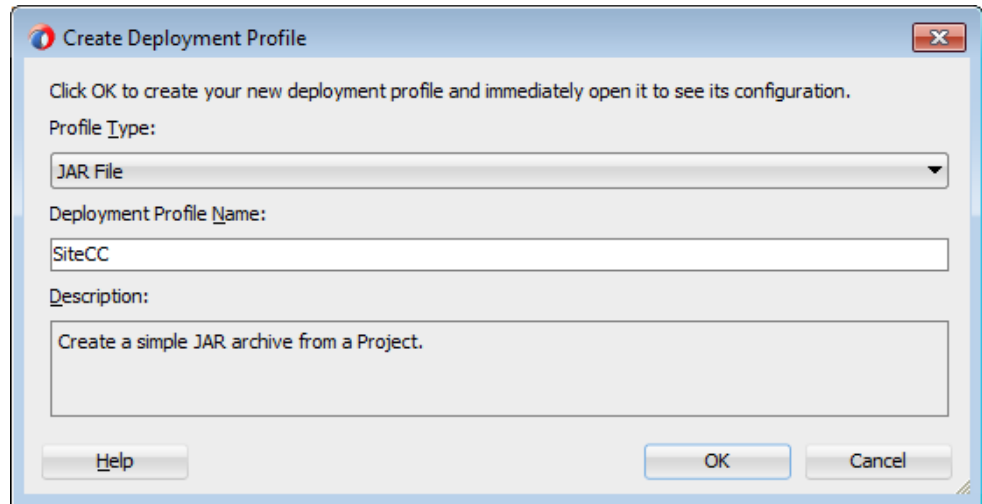 Create Deployment Profile
Click OK to create your new deployment profile and immediately open it to see its configuration.
Profile Type:
JAR File
Deployment Profile Name:
SiteCC
Description:
Create a simple JAR archive from a Project.
Help OK Cancel